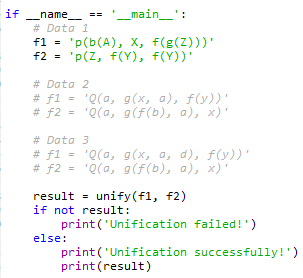 if __name__ == '__main__':
    # Data 1
    f1 = 'p(b(A), X, f(g(Z)))'
    f2 = 'p(Z, f(Y), f(Y))'

    # Data 2
    # f1 = 'Q(a, g(x, a), f(y))'
    # f2 = 'Q(a, g(f(b), a), x)'

    # Data 3
    # f1 = 'Q(a, g(x, a, d), f(y))'
    # f2 = 'Q(a, g(f(b), a), x)'

    result = unify(f1, f2)
    if not result:
        print('Unification failed!')
    else:
        print('Unification successfully!')
        print(result)